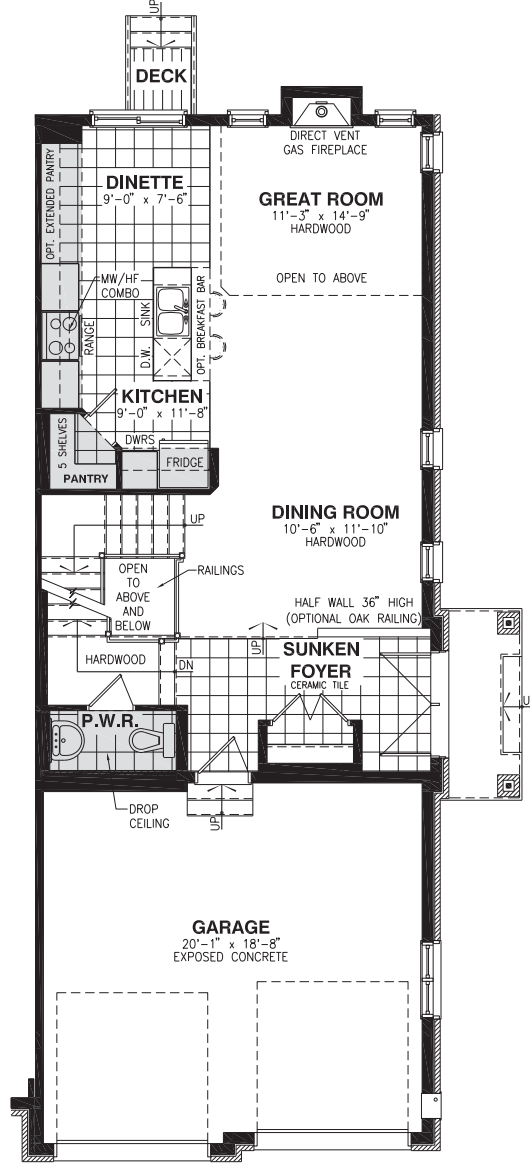 UP
DECK
DIRECT VENT
GAS FIREPLACE
OPT. EXTENDED PANTRY
DINETTE
9'-0" x 7'-6"
GREAT ROOM
11'-3" x 14'-9"
HARDWOOD
OPEN TO ABOVE
MW/HF
COMBO
SINK
RANGE
D.W.
OPT. BREAKFAST BAR
KITCHEN
9'-0" x 11'-8"
5 SHELVES
DWRS
FRIDGE
PANTRY
DINING ROOM
10'-6" x 11'-10"
HARDWOOD
UP
OPEN
TO
ABOVE
AND
BELOW
RAILINGS
HALF WALL 36" HIGH
(OPTIONAL OAK RAILING)
UP
HARDWOOD
DN
SUNKEN
FOYER
CERAMIC TILE
P.W.R.
DROP
CEILING
UP
GARAGE
20'-1" x 18'-8"
EXPOSED CONCRETE